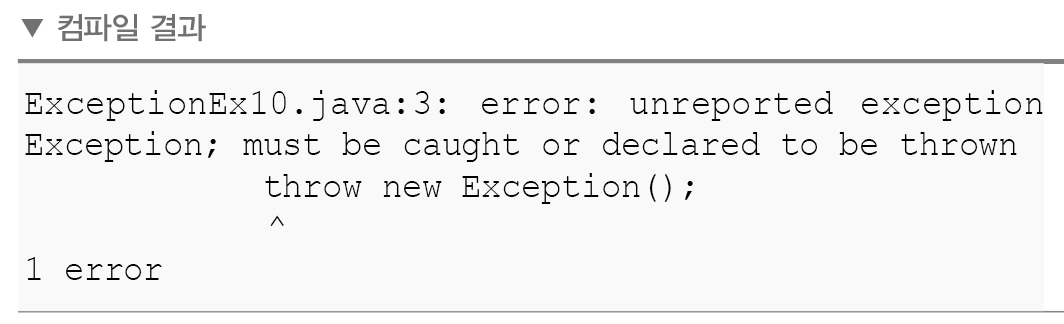 ▼ 컴파일 결과
ExceptionEx10.java:3: error: unreported exception
Exception; must be caught or declared to be thrown
throw new Exception();
^
1 error